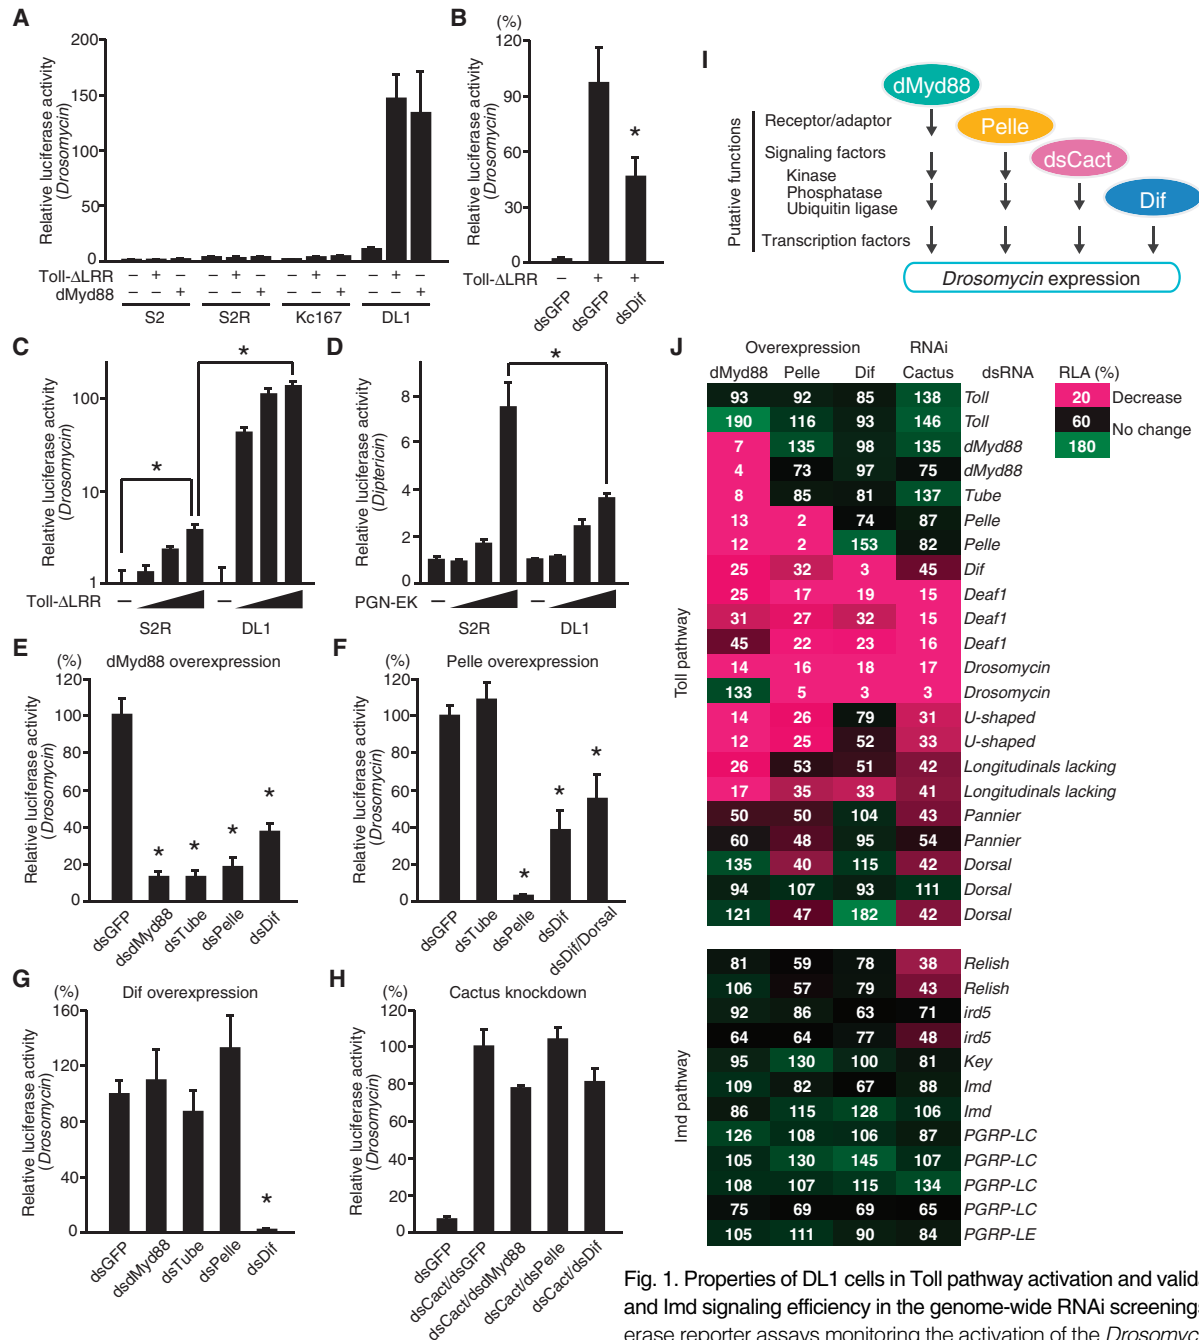 A
Relative luciferase activity
(Drosomycin)
200
150
100
50
0
Toll-ΔLRR – + – – + – – + – – + –
dMyd88 – – + – – + – – + – – +
S2 S2R Kc167 DL1
B
(%)
Relative luciferase activity
(Drosomycin)
120
90
60
30
0
*
Toll-ΔLRR – + +
dsGFP dsGFP dsDif
C
Relative luciferase activity
(Drosomycin)
100
10
1
* *
Toll-ΔLRR – –
S2R DL1
D
Relative luciferase activity
(Diptericin)
8
6
4
2
0
*
PGN-EK – –
S2R DL1
E
(%) dMyd88 overexpression
Relative luciferase activity
(Drosomycin)
120
100
80
60
40
20
0
* * * *
dsGFP dsdMyd88 dsTube dsPelle dsDif
F
(%) Pelle overexpression
Relative luciferase activity
(Drosomycin)
120
100
80
60
40
20
0
* * *
dsGFP dsTube dsPelle dsDif dsDif/Dorsal
G
(%) Dif overexpression
Relative luciferase activity
(Drosomycin)
160
120
80
40
0
*
dsGFP dsdMyd88 dsTube dsPelle dsDif
H
(%) Cactus knockdown
Relative luciferase activity
(Drosomycin)
120
100
80
60
40
20
0
dsGFP dsCact/dsGFP dsCact/dsdMyd88 dsCact/dsPelle dsCact/dsDif
I
dMyd88
Pelle
dsCact
Dif
Putative functions
Receptor/adaptor
Signaling factors
Kinase
Phosphatase
Ubiquitin ligase
Transcription factors
Drosomycin expression
J
Overexpression RNAi
dMyd88 Pelle Dif Cactus dsRNA RLA (%)
20 Decrease
60 No change
180
Toll pathway
93 92 85 138 Toll
190 116 93 146 Toll
7 135 98 135 dMyd88
4 73 97 75 dMyd88
8 85 81 137 Tube
13 2 74 87 Pelle
12 2 153 82 Pelle
25 32 3 45 Dif
25 17 19 15 Deaf1
31 27 32 15 Deaf1
45 22 23 16 Deaf1
14 16 18 17 Drosomycin
133 5 3 3 Drosomycin
14 26 79 31 U-shaped
12 25 52 33 U-shaped
26 53 51 42 Longitudinals lacking
17 35 33 41 Longitudinals lacking
50 50 104 43 Pannier
60 48 95 54 Pannier
135 40 115 42 Dorsal
94 107 93 111 Dorsal
121 47 182 42 Dorsal
Imd pathway
81 59 78 38 Relish
106 57 79 43 Relish
92 86 63 71 ird5
64 64 77 48 ird5
95 130 100 81 Key
109 82 67 88 Imd
86 115 128 106 Imd
126 108 106 87 PGRP-LC
105 130 145 107 PGRP-LC
108 107 115 134 PGRP-LC
75 69 69 65 PGRP-LC
105 111 90 84 PGRP-LE
Fig. 1. Properties of DL1 cells in Toll pathway activation and valid
and Imd signaling efficiency in the genome-wide RNAi screening
erase reporter assays monitoring the activation of the Drosomyc